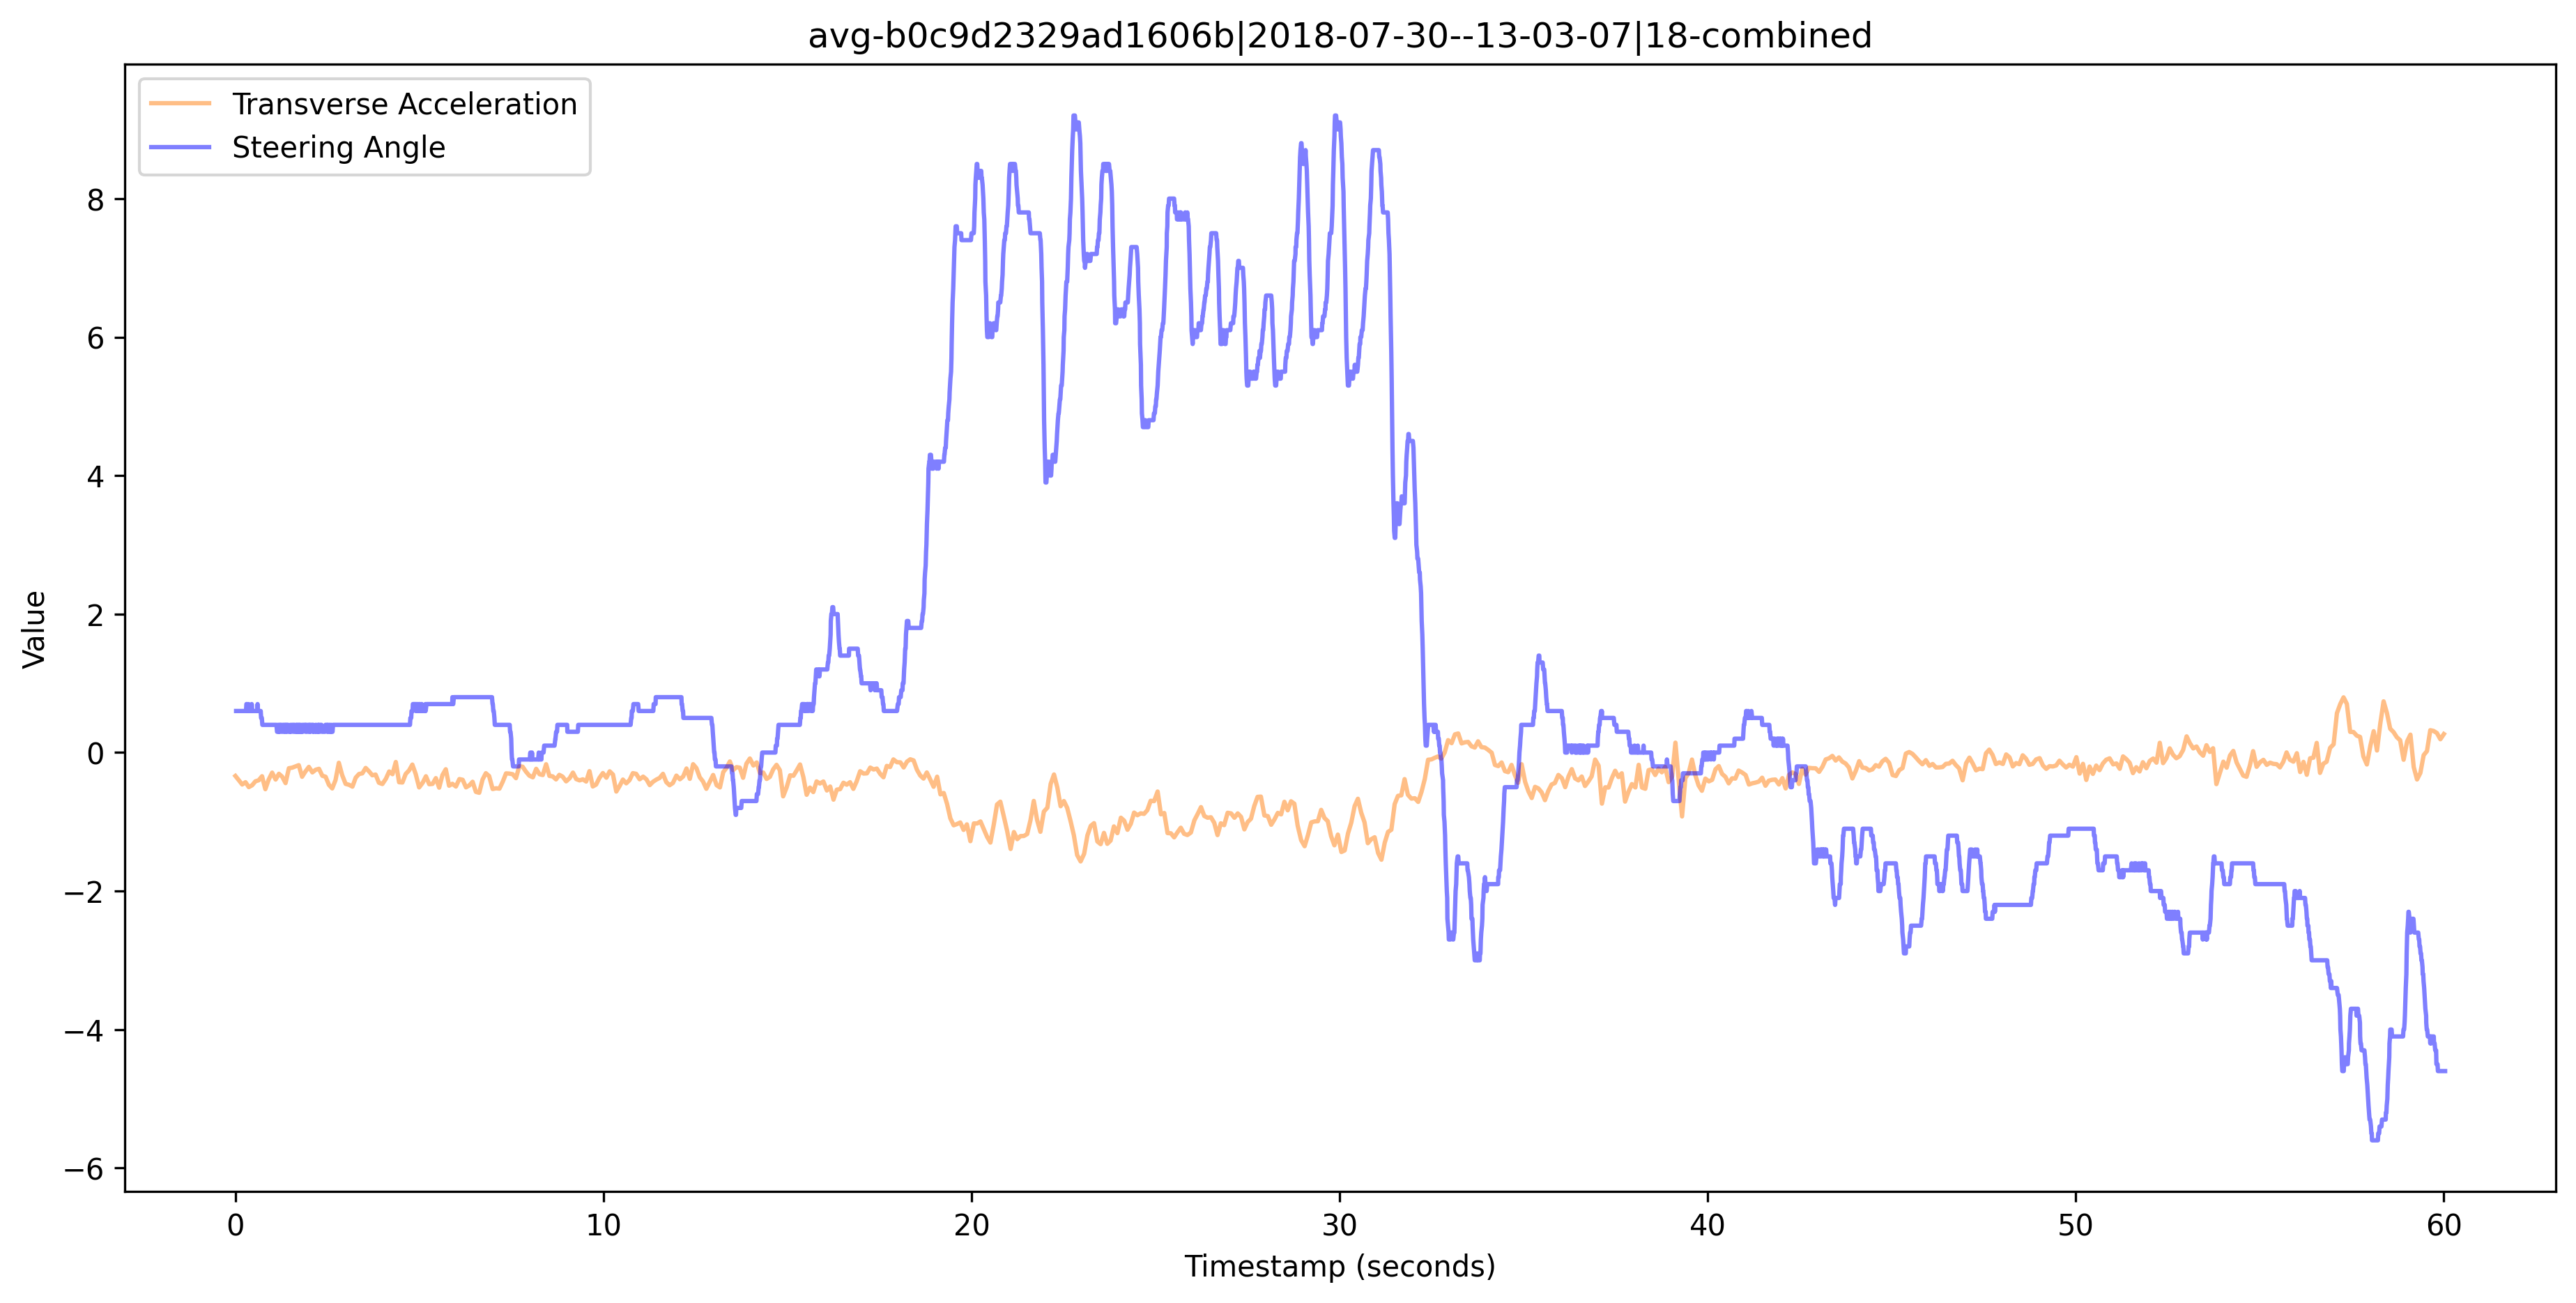 avg-b0c9d2329ad1606b|2018-07-30--13-03-07|18-combined
Transverse Acceleration
Steering Angle
Value
8
6
4
2
0
−2
−4
−6
0 10 20 30 40 50 60
Timestamp (seconds)